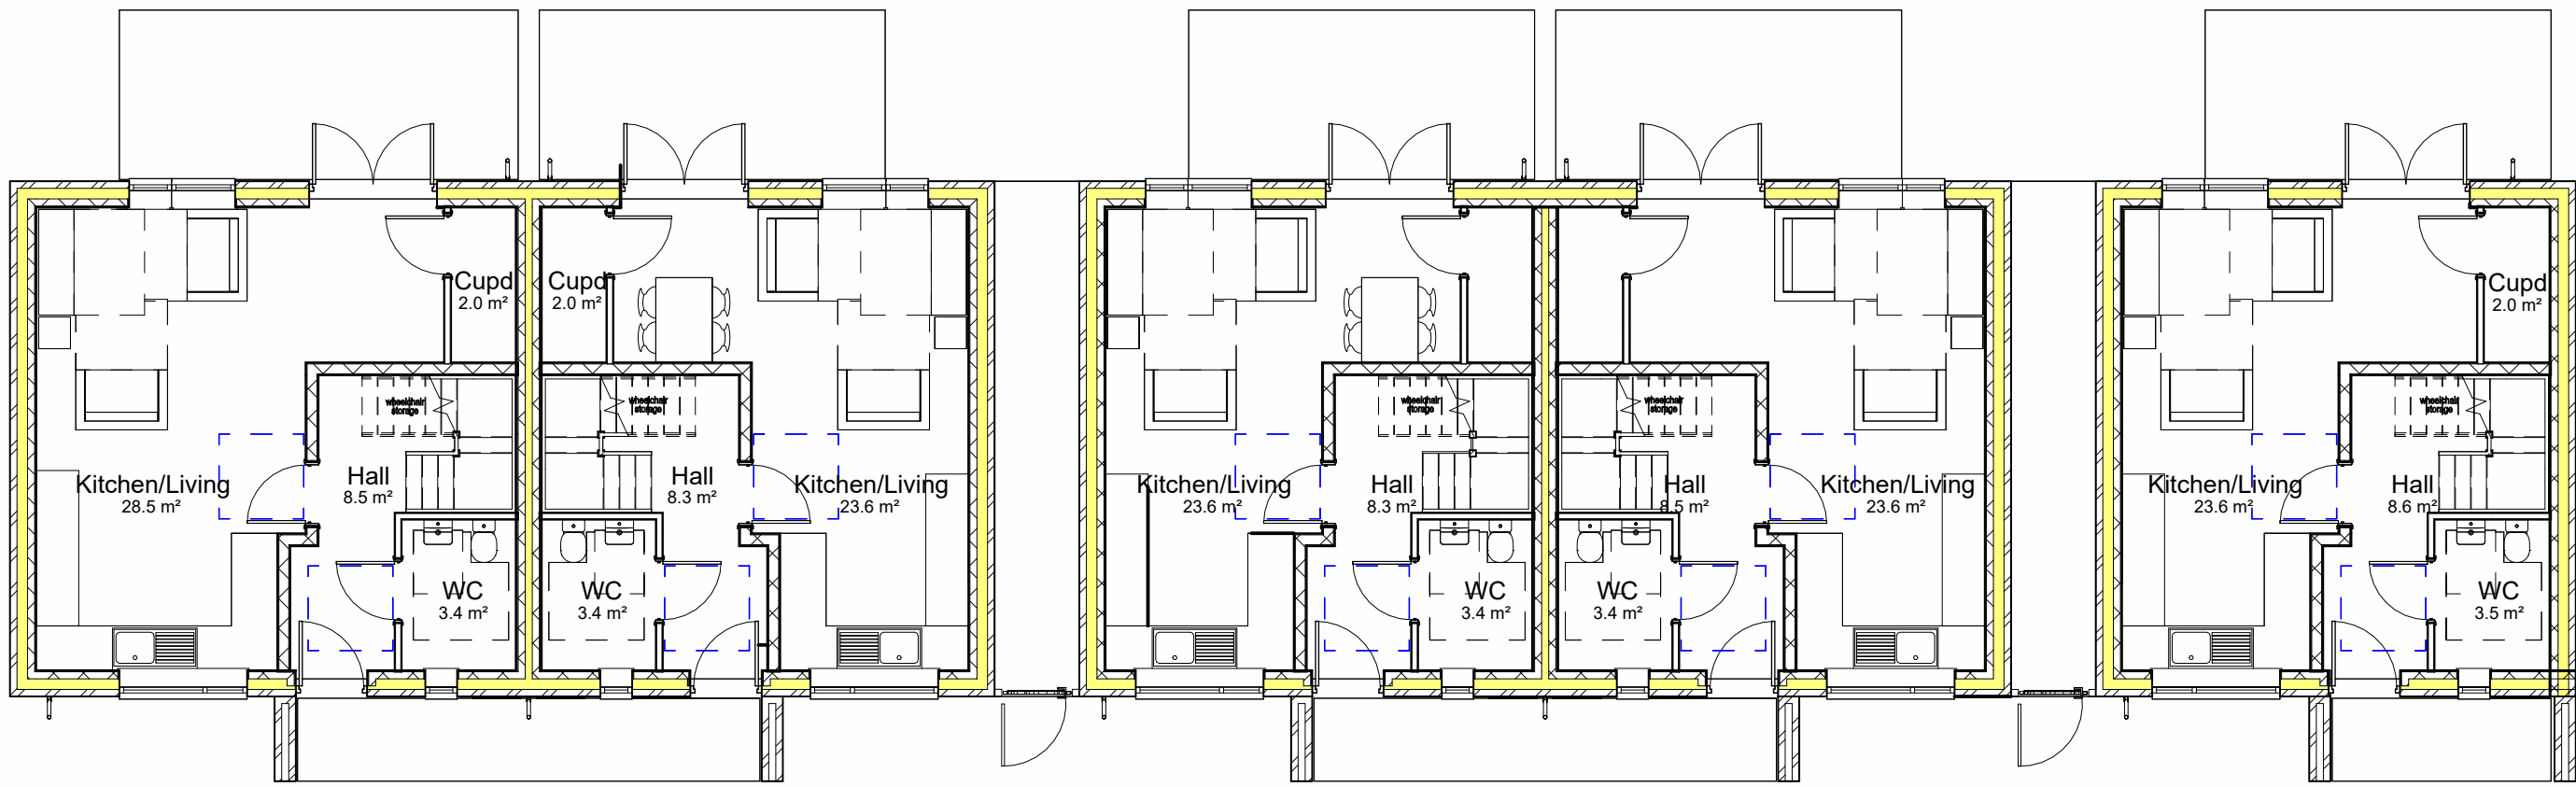 Cupd
2.0 m²
Cupd
2.0 m²
Cupd
2.0 m²
wheelchair
storage
wheelchair
storage
wheelchair
storage
wheelchair
storage
wheelchair
storage
Kitchen/Living
28.5 m²
Hall
8.5 m²
Hall
8.3 m²
Kitchen/Living
23.6 m²
Kitchen/Living
23.6 m²
Hall
8.3 m²
Hall
8.5 m²
Kitchen/Living
23.6 m²
Kitchen/Living
23.6 m²
Hall
8.6 m²
WC
3.4 m²
WC
3.4 m²
WC
3.4 m²
WC
3.4 m²
WC
3.5 m²